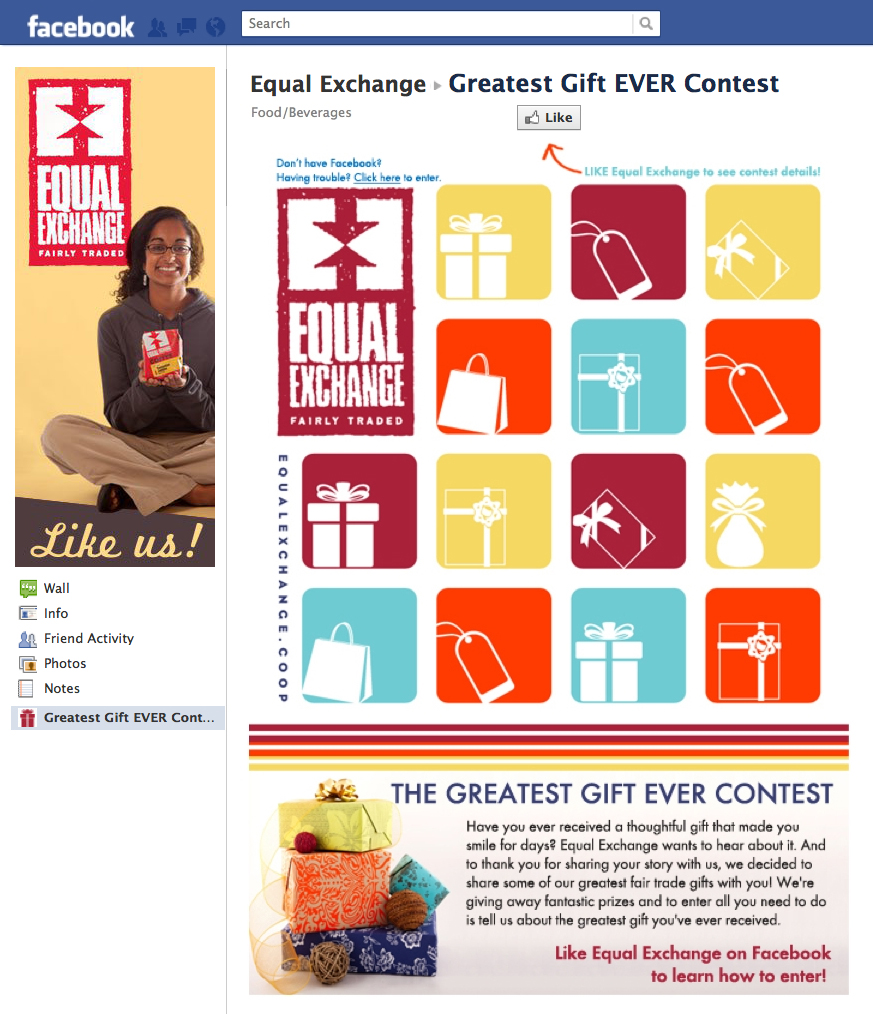 facebook
Search
EQUAL
EXCHANGE
FAIRLY TRADED
Like us!
Wall
Info
Friend Activity
Photos
Notes
Greatest Gift EVER Cont...
Equal Exchange ▸ Greatest Gift EVER Contest
Food/Beverages
Like
Don't have Facebook?
Having trouble? Click here to enter.
LIKE Equal Exchange to see contest details!
EQUAL
EXCHANGE
FAIRLY TRADED
EQUALEXCHANGE.COOP
THE GREATEST GIFT EVER CONTEST
Have you ever received a thoughtful gift that made you
smile for days? Equal Exchange wants to hear about it. And
to thank you for sharing your story with us, we decided to
share some of our greatest fair trade gifts with you! We're
giving away fantastic prizes and to enter all you need to do
is tell us about the greatest gift you've ever received.
Like Equal Exchange on Facebook
to learn how to enter!